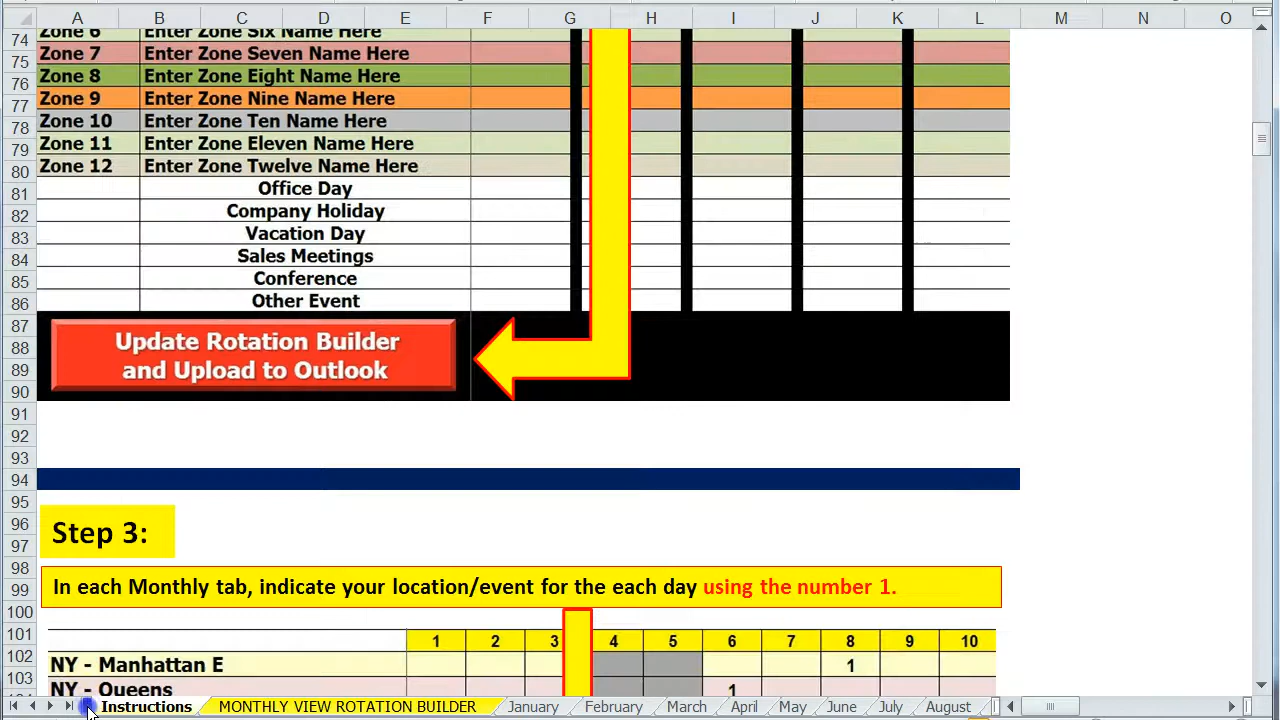 A B C D E F G H I J K L M N O
74 Zone 6 Enter Zone Six Name Here
75 Zone 7 Enter Zone Seven Name Here
76 Zone 8 Enter Zone Eight Name Here
77 Zone 9 Enter Zone Nine Name Here
78 Zone 10 Enter Zone Ten Name Here
79 Zone 11 Enter Zone Eleven Name Here
80 Zone 12 Enter Zone Twelve Name Here
81 Office Day
82 Company Holiday
83 Vacation Day
84 Sales Meetings
85 Conference
86 Other Event
87
88 Update Rotation Builder
89 and Upload to Outlook
90
91
92
93
94
95
96
97 Step 3:
98
99 In each Monthly tab, indicate your location/event for the each day using the number 1.
100
101 1 2 3 4 5 6 7 8 9 10
102 NY - Manhattan E 1
103 NY - Queens 1
Instructions MONTHLY VIEW ROTATION BUILDER January February March April May June July August